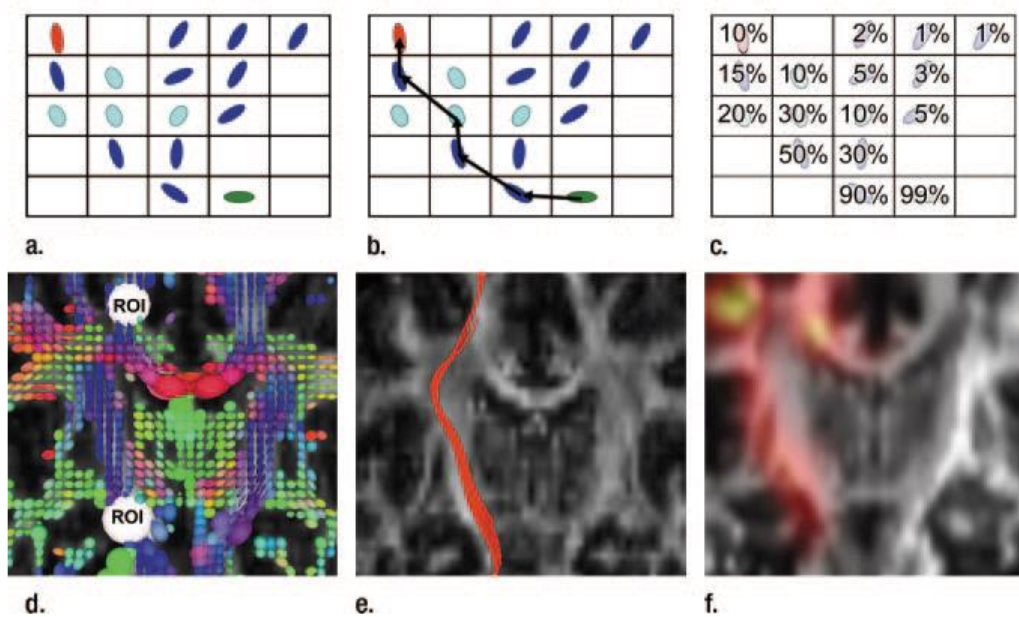 10% 2% 1% 1%
15% 10% 5% 3%
20% 30% 10% 5%
50% 30%
90% 99%
a. b. c.
ROI
ROI
d. e. f.